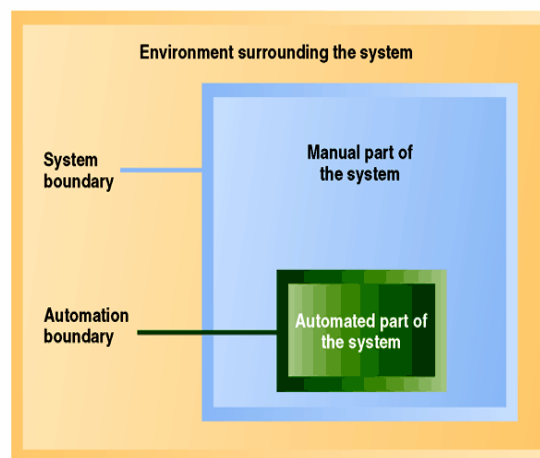 Environment surrounding the system
System
boundary
Manual part of
the system
Automation
boundary
Automated part of
the system